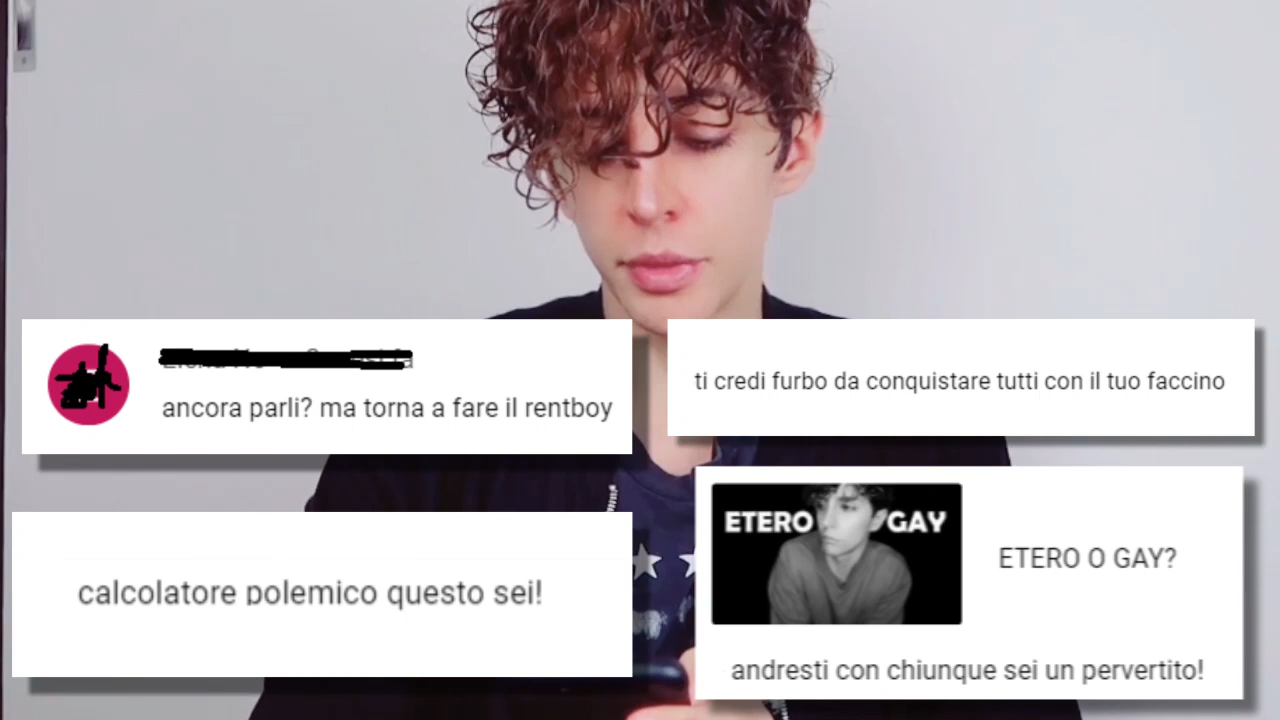 ancora parli? ma torna a fare il rentboy
ti credi furbo da conquistare tutti con il tuo faccino
calcolatore polemico questo sei!
ETERO GAY
ETERO O GAY?
andresti con chiunque sei un pervertito!